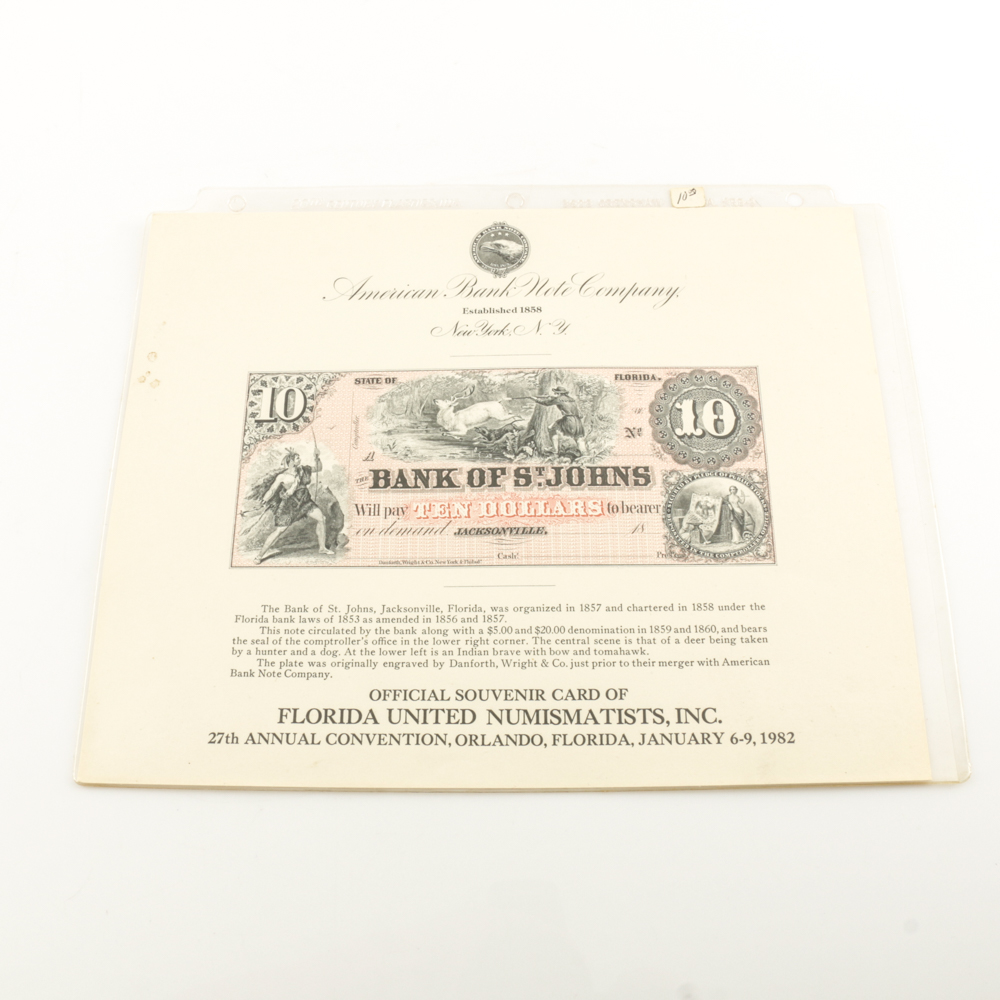 10⁰⁰
AMERICAN BANK NOTE COMPANY
American Bank Note Company.
Established 1858
New York, N. Y.
10
STATE OF
FLORIDA.
10
Comptroller
Nº
A
THE BANK OF ST. JOHNS
Will pay TEN DOLLARS to bearer
on demand JACKSONVILLE. 18
Cashr.
Danforth, Wright & Co. New York & Philada.
The Bank of St. Johns, Jacksonville, Florida, was organized in 1857 and chartered in 1858 under the
Florida bank laws of 1853 as amended in 1856 and 1857.
This note circulated by the bank along with a $5.00 and $20.00 denomination in 1859 and 1860, and bears
the seal of the comptroller's office in the lower right corner. The central scene is that of a deer being taken
by a hunter and a dog. At the lower left is an Indian brave with bow and tomahawk.
The plate was originally engraved by Danforth, Wright & Co. just prior to their merger with American
Bank Note Company.
OFFICIAL SOUVENIR CARD OF
FLORIDA UNITED NUMISMATISTS, INC.
27th ANNUAL CONVENTION, ORLANDO, FLORIDA, JANUARY 6-9, 1982